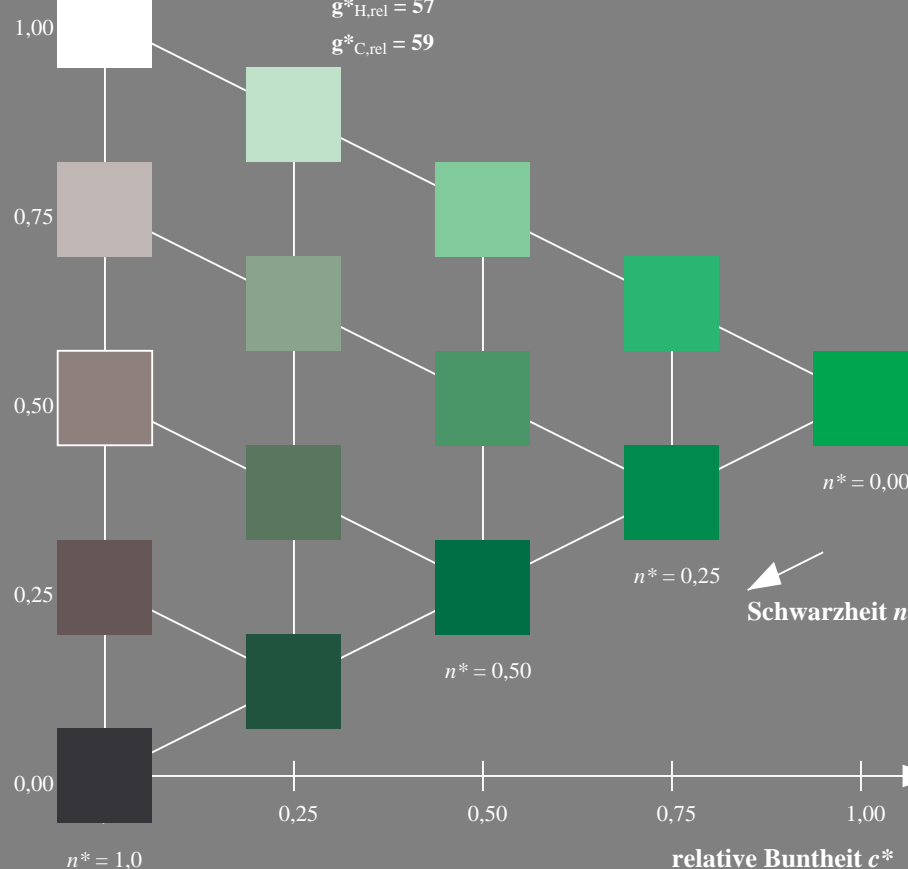 g*H,rel = 57
1,00
g*C,rel = 59
0,75
0,50
n* = 0,00
n* = 0,25
0,25
Schwarzheit n
n* = 0,50
0,00
0,25 0,50 0,75 1,00
n* = 1,0
relative Buntheit c*